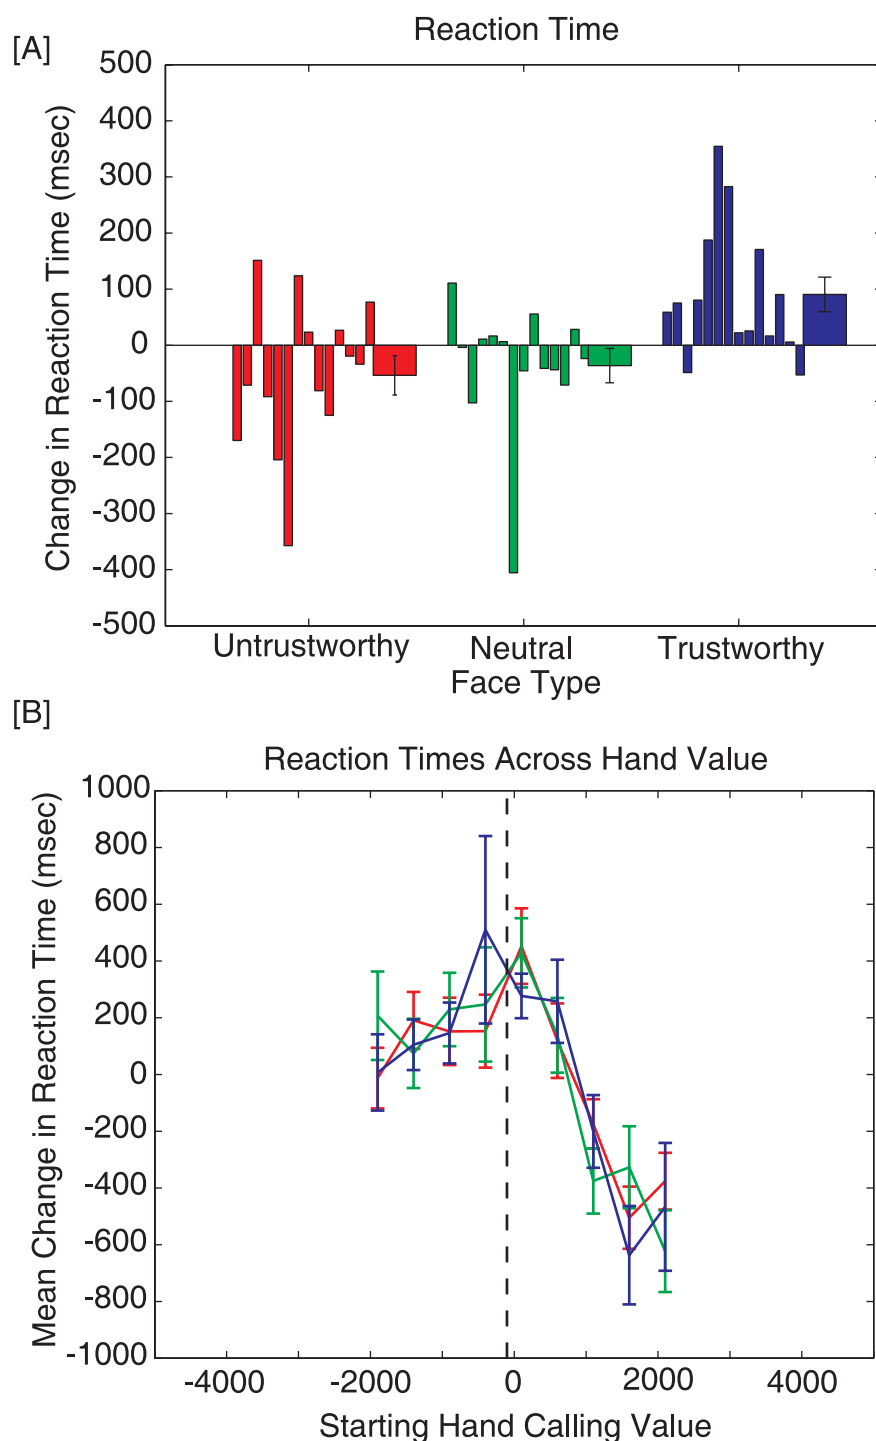 [A]
Reaction Time
Change in Reaction Time (msec)
500
400
300
200
100
0
-100
-200
-300
-400
-500
Untrustworthy Neutral Trustworthy
Face Type
[B]
Reaction Times Across Hand Value
Mean Change in Reaction Time (msec)
1000
800
600
400
200
0
-200
-400
-600
-800
-1000
-4000 -2000 0 2000 4000
Starting Hand Calling Value